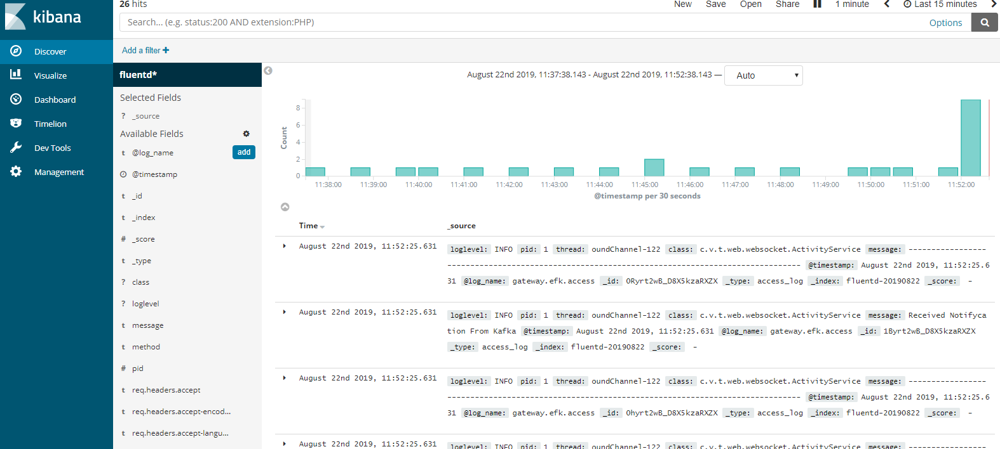 kibana
Discover
Visualize
Dashboard
Timelion
Dev Tools
Management
26 hits
New Save Open Share 1 minute Last 15 minutes
Search... (e.g. status:200 AND extension:PHP)
Options
Add a filter
fluentd*
Selected Fields
? _source
Available Fields
t @log_name add
@timestamp
t _id
t _index
# _score
t _type
? class
? loglevel
t message
t method
# pid
t req.headers.accept
t req.headers.accept-encod...
t req.headers.accept-langu...
August 22nd 2019, 11:37:38.143 - August 22nd 2019, 11:52:38.143 — Auto
Count
8
6
4
2
0
11:38:00 11:39:00 11:40:00 11:41:00 11:42:00 11:43:00 11:44:00 11:45:00 11:46:00 11:47:00 11:48:00 11:49:00 11:50:00 11:51:00 11:52:00
@timestamp per 30 seconds
Time _source
August 22nd 2019, 11:52:25.631
loglevel: INFO pid: 1 thread: oundChannel-122 class: c.v.t.web.websocket.ActivityService message: -----------------
----------------------------------------------------------------------------- @timestamp: August 22nd 2019, 11:52:25.6
31 @log_name: gateway.efk.access _id: ORyrt2wB_D8X5kzaRXZX _type: access_log _index: fluentd-20190822 _score: -
August 22nd 2019, 11:52:25.631
loglevel: INFO pid: 1 thread: oundChannel-122 class: c.v.t.web.websocket.ActivityService message: Received Notifyca
tion From Kafka @timestamp: August 22nd 2019, 11:52:25.631 @log_name: gateway.efk.access _id: 1Byrt2wB_D8X5kzaRXZX
_type: access_log _index: fluentd-20190822 _score: -
August 22nd 2019, 11:52:25.631
loglevel: INFO pid: 1 thread: oundChannel-122 class: c.v.t.web.websocket.ActivityService message: -----------------
----------------------------------------------------------------------------- @timestamp: August 22nd 2019, 11:52:25.6
31 @log_name: gateway.efk.access _id: Ohyrt2wB_D8X5kzaRXZX _type: access_log _index: fluentd-20190822 _score: -
August 22nd 2019, 11:52:25.631
loglevel: INFO pid: 1 thread: oundChannel-122 class: c.v.t.web.websocket.ActivityService message: -----------------